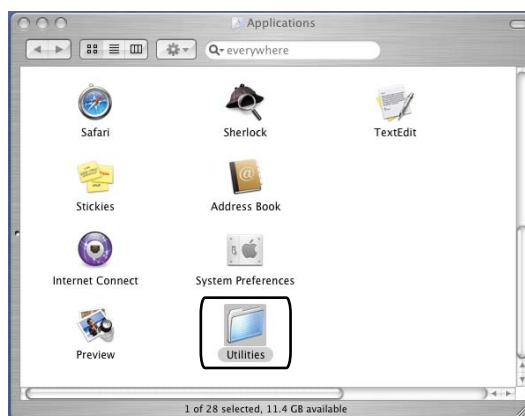 Applications
everywhere
Safari
Sherlock
TextEdit
Stickies
Address Book
Internet Connect
System Preferences
Preview
Utilities
1 of 28 selected, 11.4 GB available